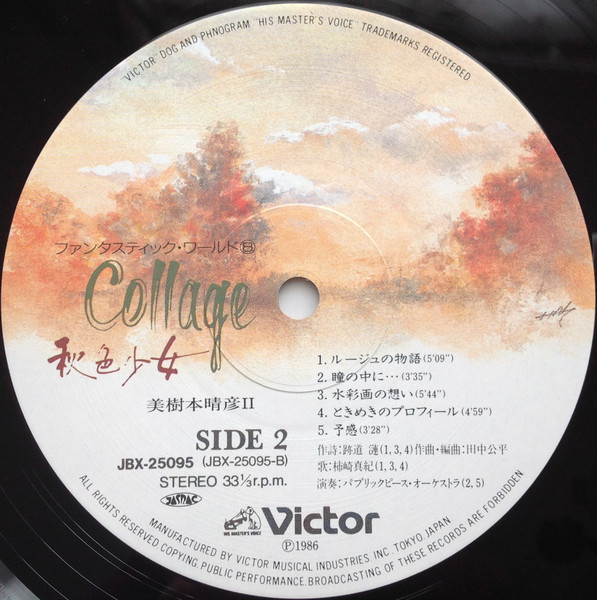 "VICTOR" DOG AND PHNOGRAM "HIS MASTER'S VOICE" TRADEMARKS REGISTERED
ファンタスティック・ワールド⑧
Collage
秋色少女
美樹本晴彦II
SIDE 2
JBX-25095 (JBX-25095-B)
STEREO 33⅓r.p.m.
JASRAC
1. ルージュの物語(5'09")
2. 瞳の中に…(3'35")
3. 水彩画の想い(5'44")
4. ときめきのプロフィール(4'59")
5. 予感(3'28")
作詩:跡道 漣(1,3,4)作曲・編曲:田中公平
歌:柿崎真紀(1,3,4)
演奏:パブリックピース・オーケストラ(2,5)
HIS MASTER'S VOICE
Victor
Ⓟ1986
MANUFACTURED BY VICTOR MUSICAL INDUSTRIES, INC. TOKYO JAPAN
ALL RIGHTS RESERVED COPYING, PUBLIC PERFORMANCE, BROADCASTING OF THESE RECORDS ARE FORBIDDEN